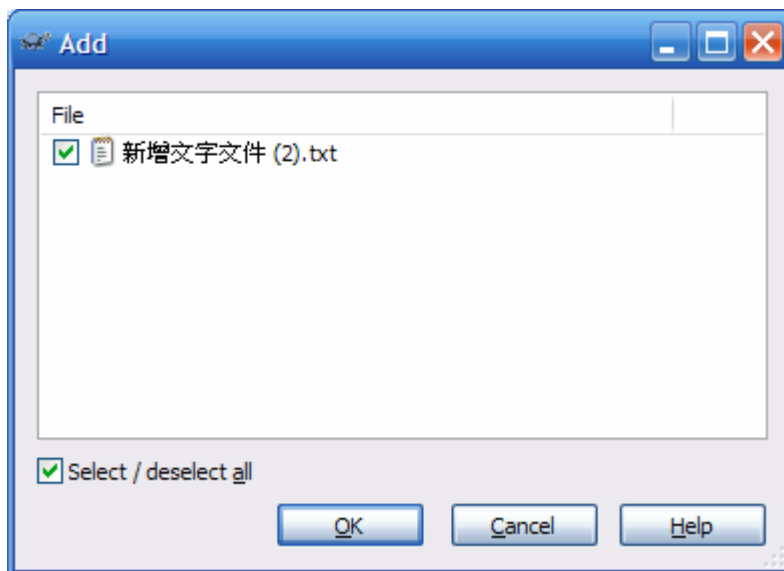 Add
File
新增文字文件 (2).txt
Select / deselect all
OK Cancel Help